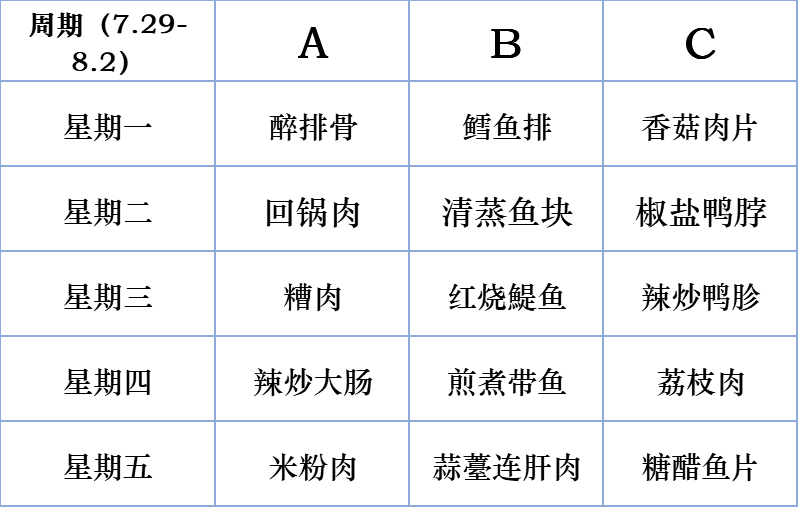 周期（7.29-
8.2）
A
B
C
星期一
醉排骨
鳕鱼排
香菇肉片
星期二
回锅肉
清蒸鱼块
椒盐鸭脖
星期三
糟肉
红烧鳀鱼
辣炒鸭胗
星期四
辣炒大肠
煎煮带鱼
荔枝肉
星期五
米粉肉
蒜薹连肝肉
糖醋鱼片